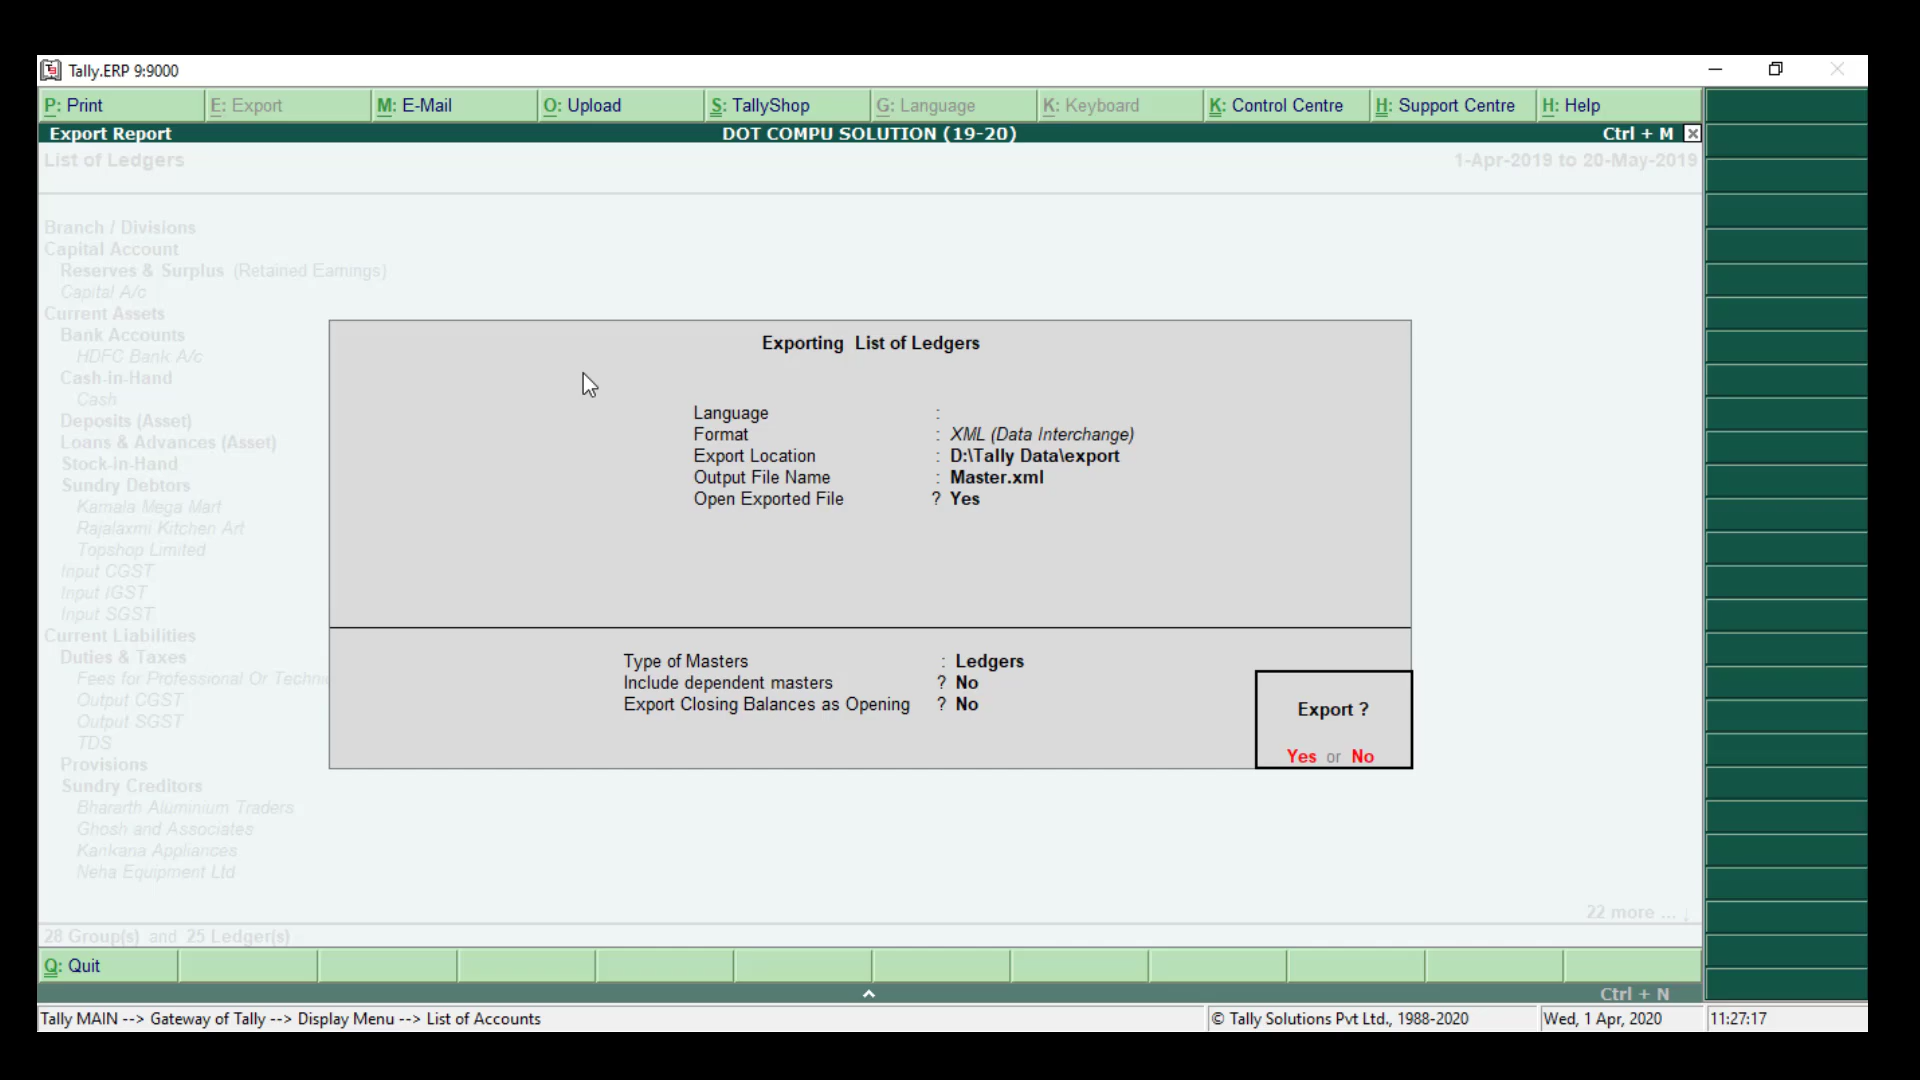 Tally.ERP 9:9000
P: Print E: Export M: E-Mail O: Upload S: TallyShop G: Language K: Keyboard K: Control Centre H: Support Centre H: Help
Export Report DOT COMPU SOLUTION (19-20) Ctrl + M
List of Ledgers 1-Apr-2019 to 20-May-2019
Branch / Divisions
Capital Account
Reserves & Surplus (Retained Earnings)
Capital A/c
Current Assets
Bank Accounts
HDFC Bank A/c
Cash-in-Hand
Cash
Deposits (Asset)
Loans & Advances (Asset)
Stock-in-Hand
Sundry Debtors
Kamala Mega Mart
Rajalaxmi Kitchen Art
Topshop Limited
Input CGST
Input IGST
Input SGST
Current Liabilities
Duties & Taxes
Fees for Professional Or Techni
Output CGST
Output SGST
TDS
Provisions
Sundry Creditors
Bhararth Aluminium Traders
Ghosh and Associates
Kankana Appliances
Neha Equipment Ltd
Exporting List of Ledgers
Language :
Format : XML (Data Interchange)
Export Location : D:\Tally Data\export
Output File Name : Master.xml
Open Exported File ? Yes
Type of Masters : Ledgers
Include dependent masters ? No
Export Closing Balances as Opening ? No
Export ?
Yes or No
22 more ... ↓
28 Group(s) and 25 Ledger(s)
Q: Quit
Ctrl + N
Tally MAIN --> Gateway of Tally --> Display Menu --> List of Accounts © Tally Solutions Pvt Ltd., 1988-2020 Wed, 1 Apr, 2020 11:27:17